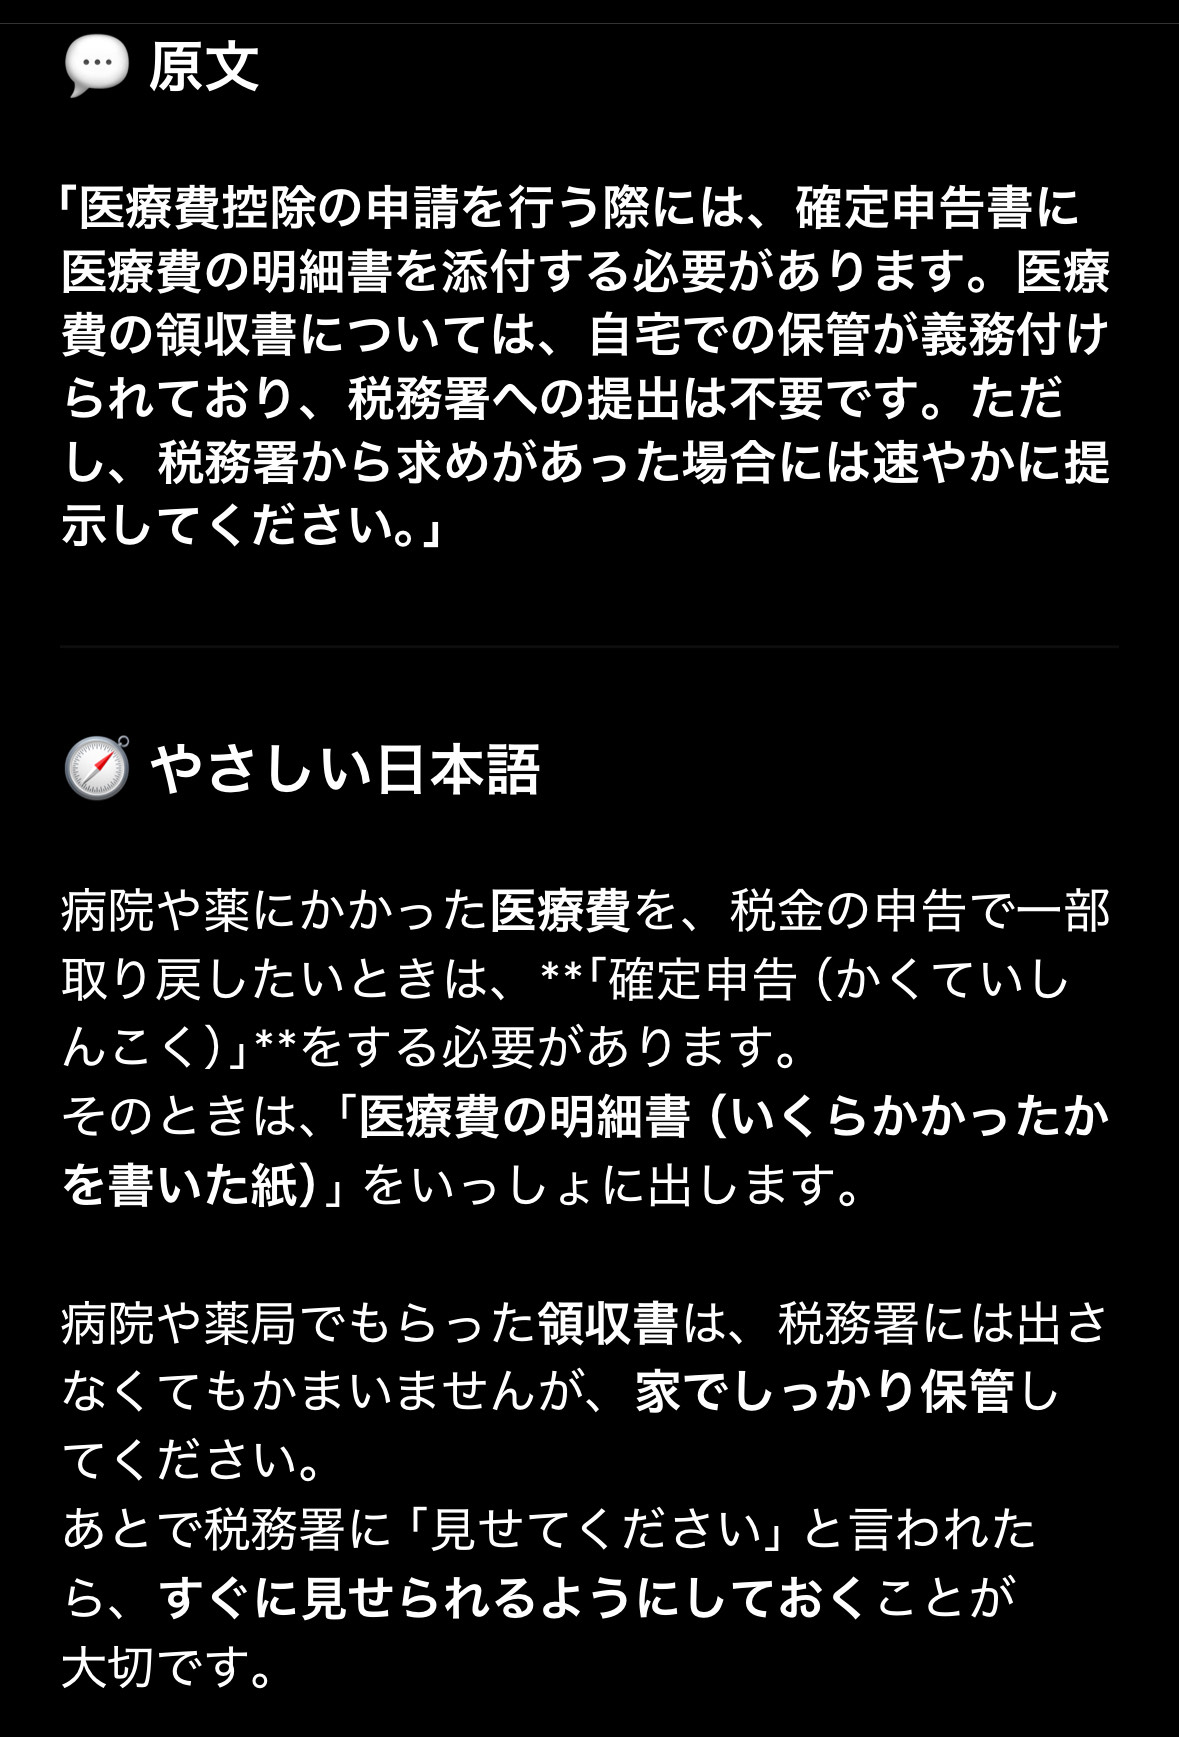 💬 原文
「医療費控除の申請を行う際には、確定申告書に
医療費の明細書を添付する必要があります。医療
費の領収書については、自宅での保管が義務付け
られており、税務署への提出は不要です。ただ
し、税務署から求めがあった場合には速やかに提
示してください。」
🧭 やさしい日本語
病院や薬にかかった医療費を、税金の申告で一部
取り戻したいときは、**「確定申告（かくていし
んこく）」**をする必要があります。
そのときは、「医療費の明細書（いくらかかったか
を書いた紙）」をいっしょに出します。
病院や薬局でもらった領収書は、税務署には出さ
なくてもかまいませんが、家でしっかり保管し
てください。
あとで税務署に「見せてください」と言われた
ら、すぐに見せられるようにしておくことが
大切です。